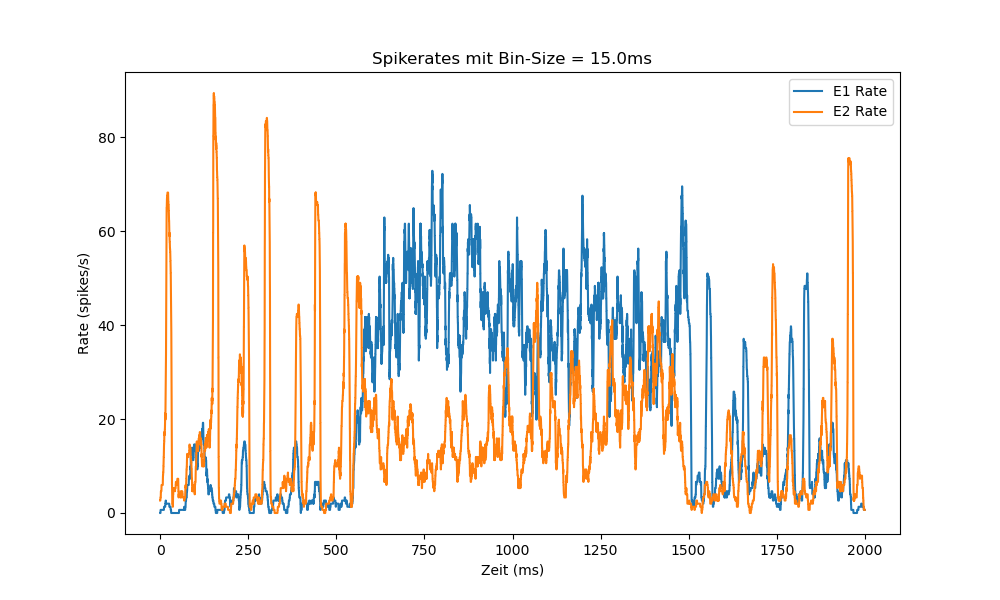 Spikerates mit Bin-Size = 15.0ms
E1 Rate
E2 Rate
Rate (spikes/s)
80
60
40
20
0
0 250 500 750 1000 1250 1500 1750 2000
Zeit (ms)